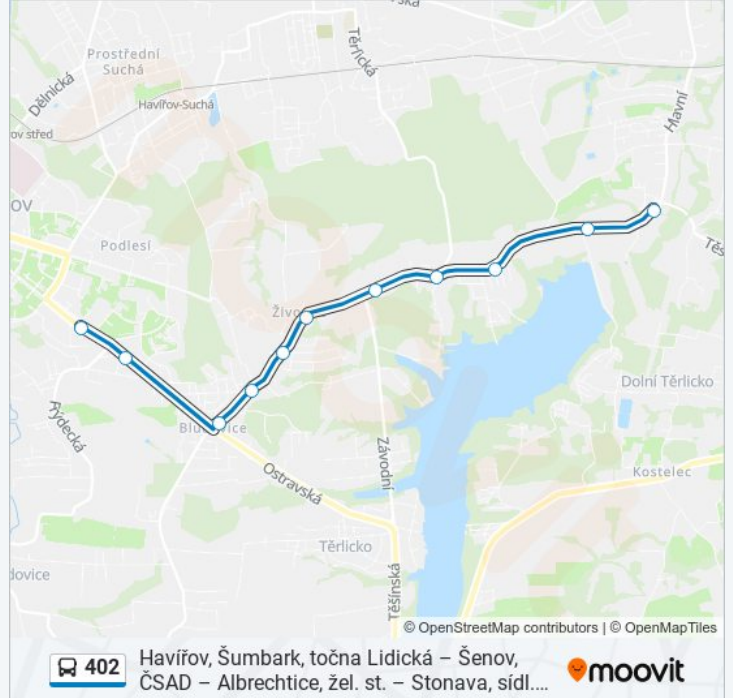 Těrlická
Prostřední
Suchá
Dělnická
Havířov-Suchá
Hlavní
ov střed
OV
Podlesí
Živo
Dolní Těrlicko
Frýdecká
Blu
ovice
Závodní
Ostravská
Kostelec
Těrlicko
dovice
Těšínská
© OpenStreetMap contributors | © OpenMapTiles
402
Havířov, Šumbark, točna Lidická – Šenov,
ČSAD – Albrechtice, žel. st. – Stonava, sídl....
moovit